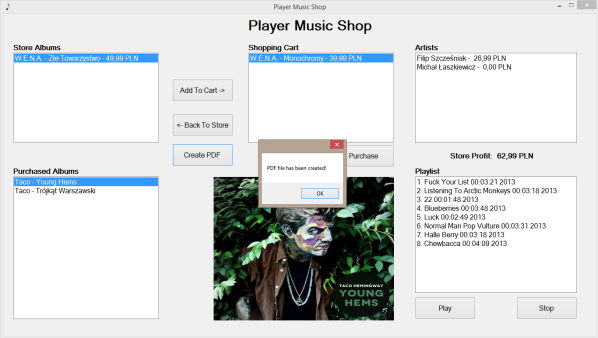 Player Music Shop
Player Music Shop
Store Albums
W.E.N.A. - Złe Towarzystwo - 49,99 PLN
Add To Cart ->
<- Back To Store
Create PDF
Shopping Cart
W.E.N.A. - Monochromy - 39,99 PLN
Purchase
PDF file has been created!
OK
Artists
Filip Szcześniak - 26,99 PLN
Michał Łaszkiewicz - 0,00 PLN
Store Profit: 62,99 PLN
Purchased Albums
Taco - Young Hems
Taco - Trójkąt Warszawski
TACO HEMINGWAY
YOUNG
HEMS
Playlist
1. Fuck Your List 00:03:21 2013
2. Listening To Arctic Monkeys 00:03:18 2013
3. 22 00:01:48 2013
4. Blueberries 00:03:48 2013
5. Luck 00:02:49 2013
6. Normal Man Pop Vulture 00:03:31 2013
7. Halle Berry 00:03:18 2013
8. Chewbacca 00:04:09 2013
Play
Stop